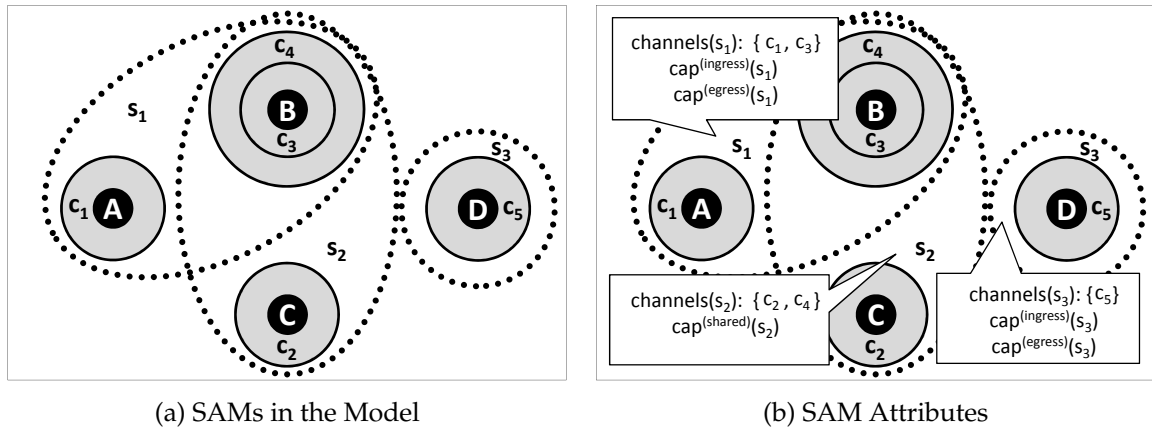 c4
B
c3
s1
s3
c1
A
D
c5
s2
C
c2
(a) SAMs in the Model
channels(s1): {c1, c3}
cap(ingress)(s1)
cap(egress)(s1)
c4
B
c3
s1
s3
c1
A
D
c5
s2
channels(s2): {c2, c4}
cap(shared)(s2)
C
c2
channels(s3): {c5}
cap(ingress)(s3)
cap(egress)(s3)
(b) SAM Attributes